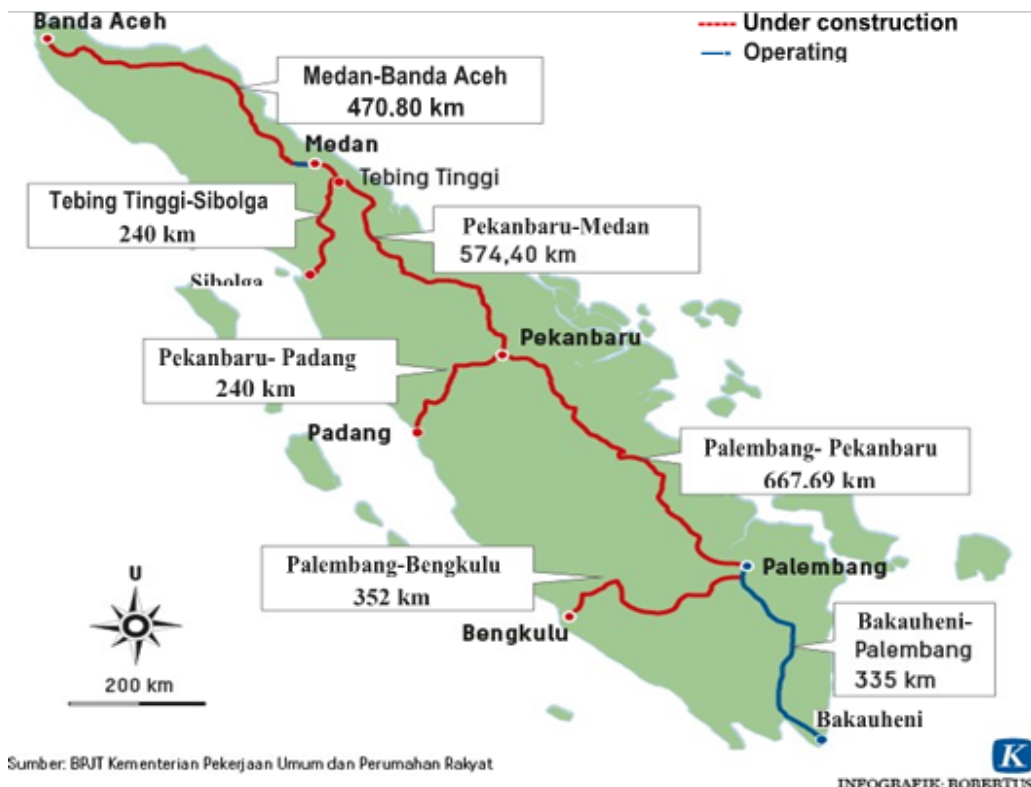 Banda Aceh
Under construction
Operating
Medan-Banda Aceh
470.80 km
Medan
Tebing Tinggi
Tebing Tinggi-Sibolga
240 km
Pekanbaru-Medan
574,40 km
Sibolga
Pekanbaru
Pekanbaru- Padang
240 km
Padang
Palembang- Pekanbaru
667.69 km
Palembang-Bengkulu
352 km
Palembang
Bengkulu
Bakauheni-
Palembang
335 km
U
200 km
Bakauheni
Sumber: BPJT Kementerian Pekerjaan Umum dan Perumahan Rakyat
K
INFOGRAFIK: ROBERTUS